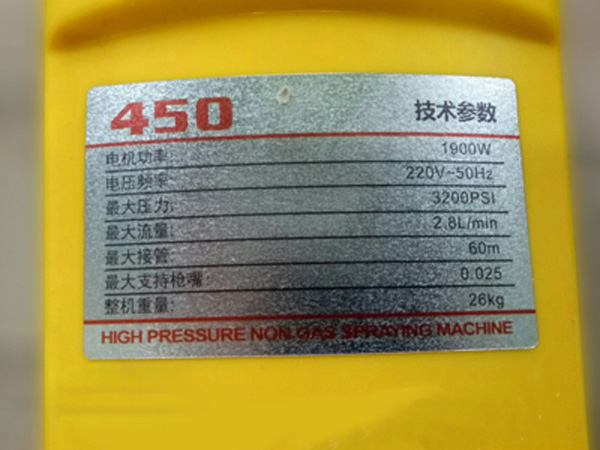 450 技术参数
电机功率: 1900W
电压频率: 220V~50Hz
最大压力: 3200PSI
最大流量: 2.8L/min
最大接管: 60m
最大支持枪嘴: 0.025
整机重量: 26kg
HIGH PRESSURE NON GAS SPRAYING MACHINE